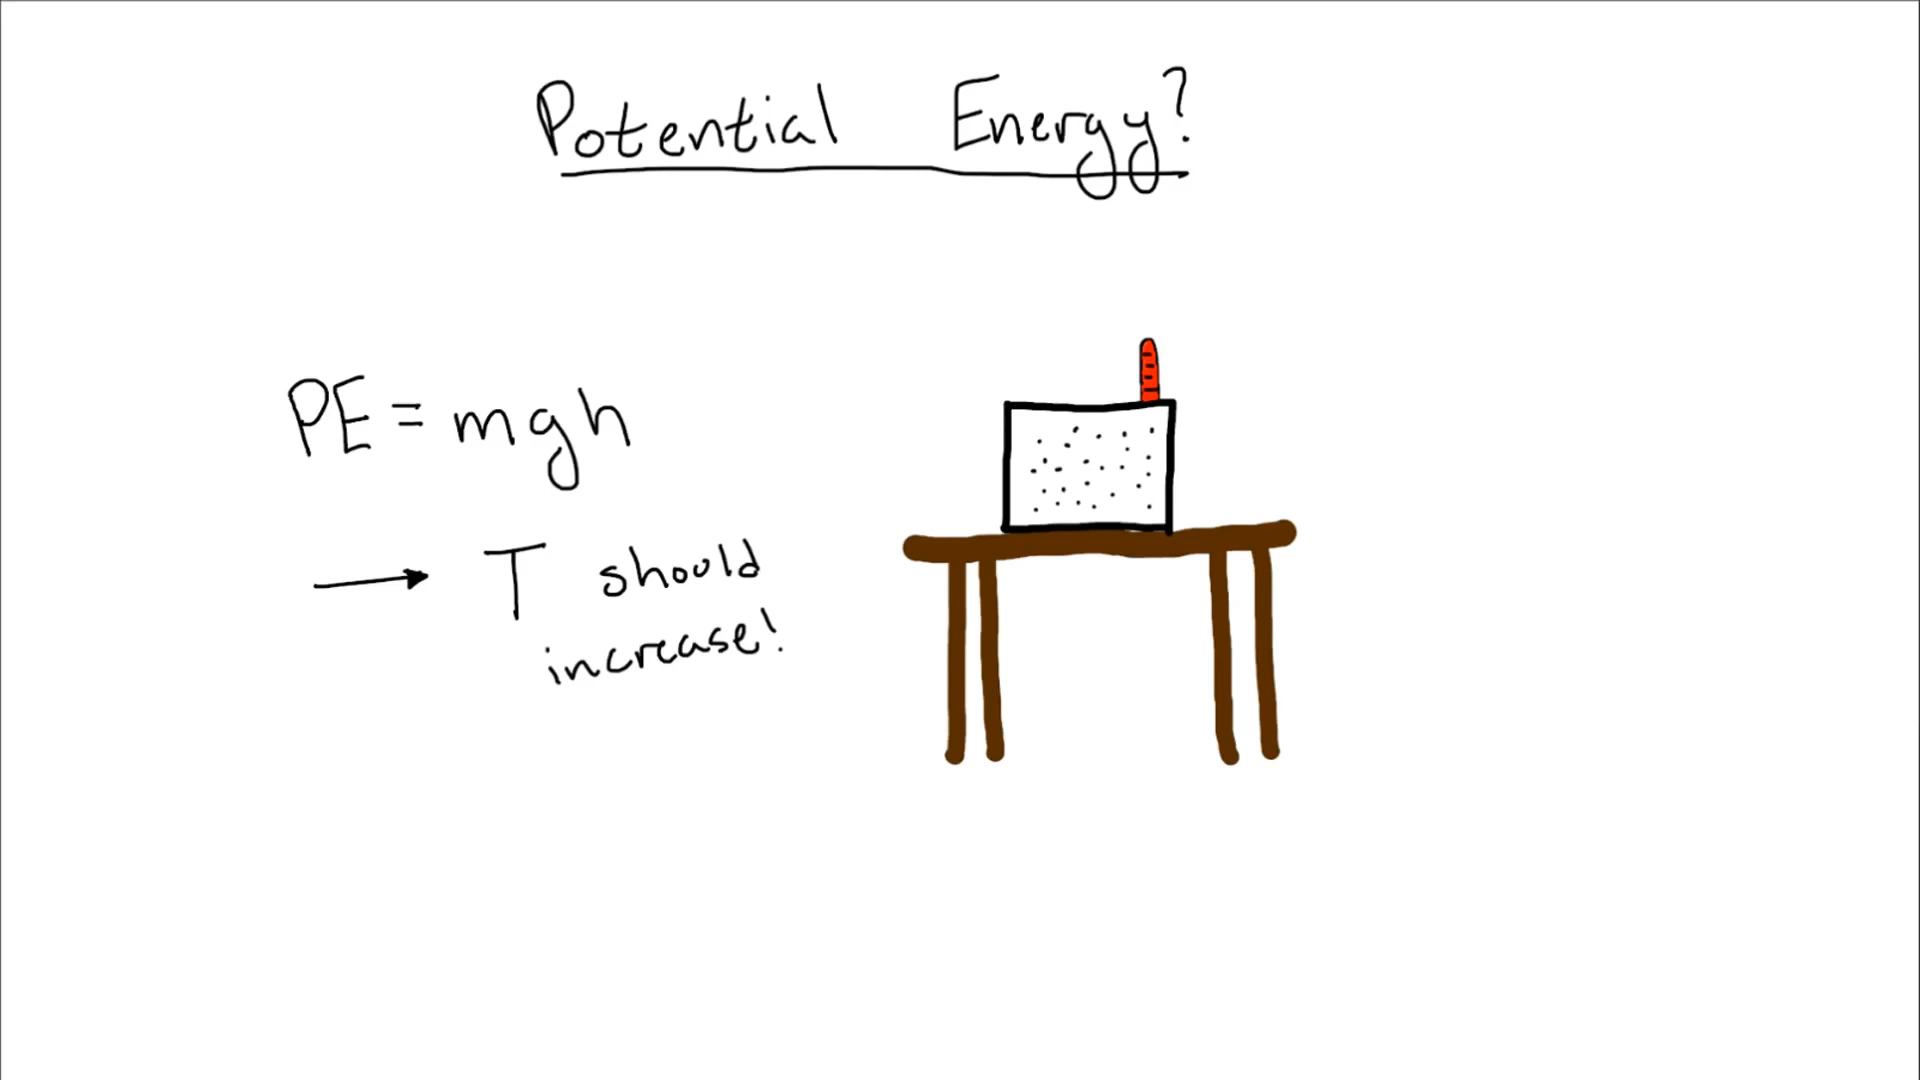 Potential Energy?
PE = mgh
→ T should
increase!